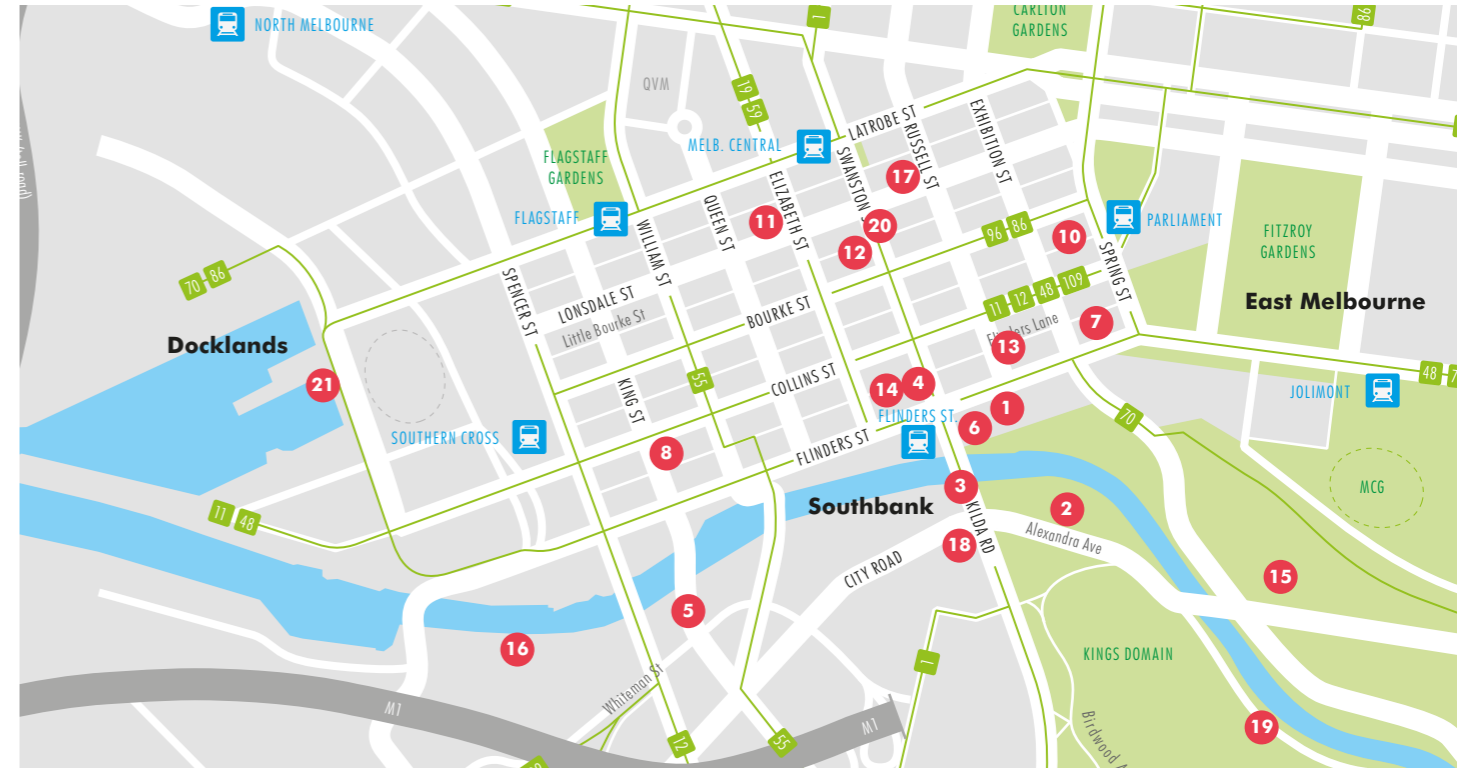 NORTH MELBOURNE
1
CARLTON
GARDENS
86
QVM
19
59
MELB. CENTRAL
LATROBE ST
RUSSELL ST
EXHIBITION ST
FLAGSTAFF
GARDENS
FLAGSTAFF
WILLIAM ST
QUEEN ST
11
ELIZABETH ST
SWANSTON S
17
20
12
96
86
10
PARLIAMENT
SPRING ST
FITZROY
GARDENS
East Melbourne
70
86
Docklands
21
SPENCER ST
LONSDALE ST
Little Bourke St
BOURKE ST
11
12
48
109
7
13
55
KING ST
COLLINS ST
14
4
FLINDERS ST.
1
6
JOLIMONT
48
70
SOUTHERN CROSS
8
FLINDERS ST
3
Southbank
KILDA RD
2
Alexandra Ave
MCG
11
48
18
CITY ROAD
15
5
16
KINGS DOMAIN
1
Whiteman St
M1
M1
12
55
19